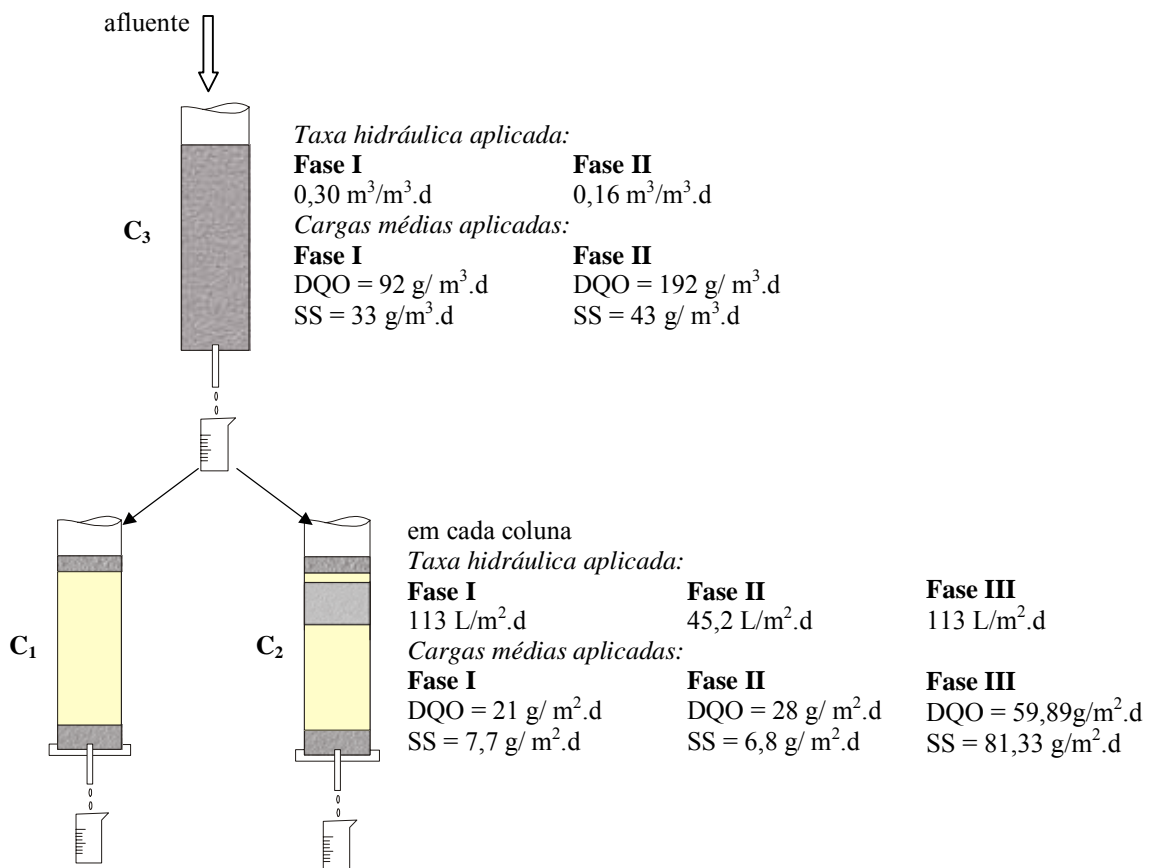 afluente
Taxa hidráulica aplicada:
Fase I Fase II
0,30 m³/m³.d 0,16 m³/m³.d
Cargas médias aplicadas:
Fase I Fase II
DQO = 92 g/ m³.d DQO = 192 g/ m³.d
SS = 33 g/m³.d SS = 43 g/ m³.d
C₃
em cada coluna
Taxa hidráulica aplicada:
Fase I Fase II Fase III
113 L/m².d 45,2 L/m².d 113 L/m².d
Cargas médias aplicadas:
Fase I Fase II Fase III
DQO = 21 g/ m².d DQO = 28 g/ m².d DQO = 59,89g/m².d
SS = 7,7 g/ m².d SS = 6,8 g/ m².d SS = 81,33 g/m².d
C₁ C₂